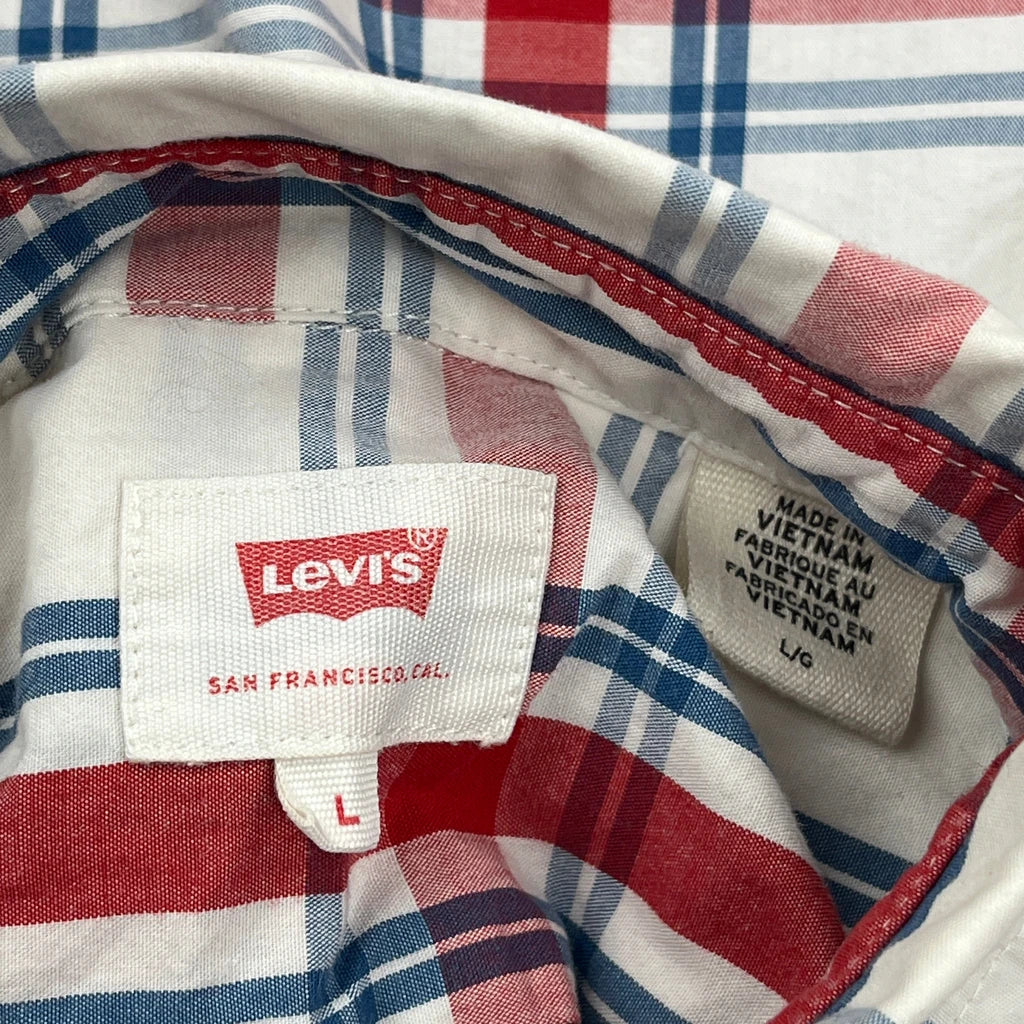 LEVI'S®
SAN FRANCISCO, CAL.
L
MADE IN
VIETNAM
FABRIQUE AU
VIETNAM
FABRICADO EN
VIETNAM
L/G